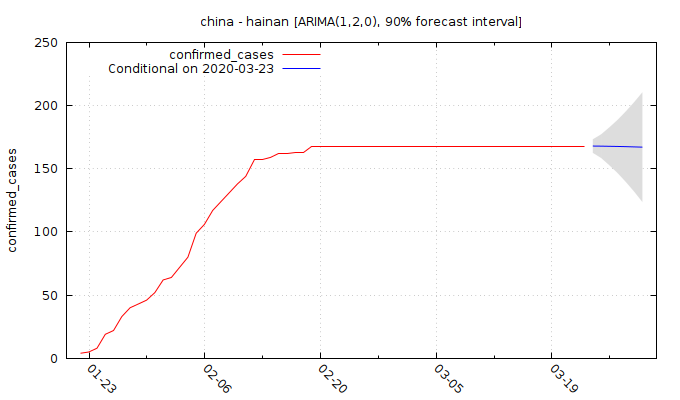 china - hainan [ARIMA(1,2,0), 90% forecast interval]
confirmed_cases
Conditional on 2020-03-23
250
200
150
100
50
0
confirmed_cases
01-23
02-06
02-20
03-05
03-19